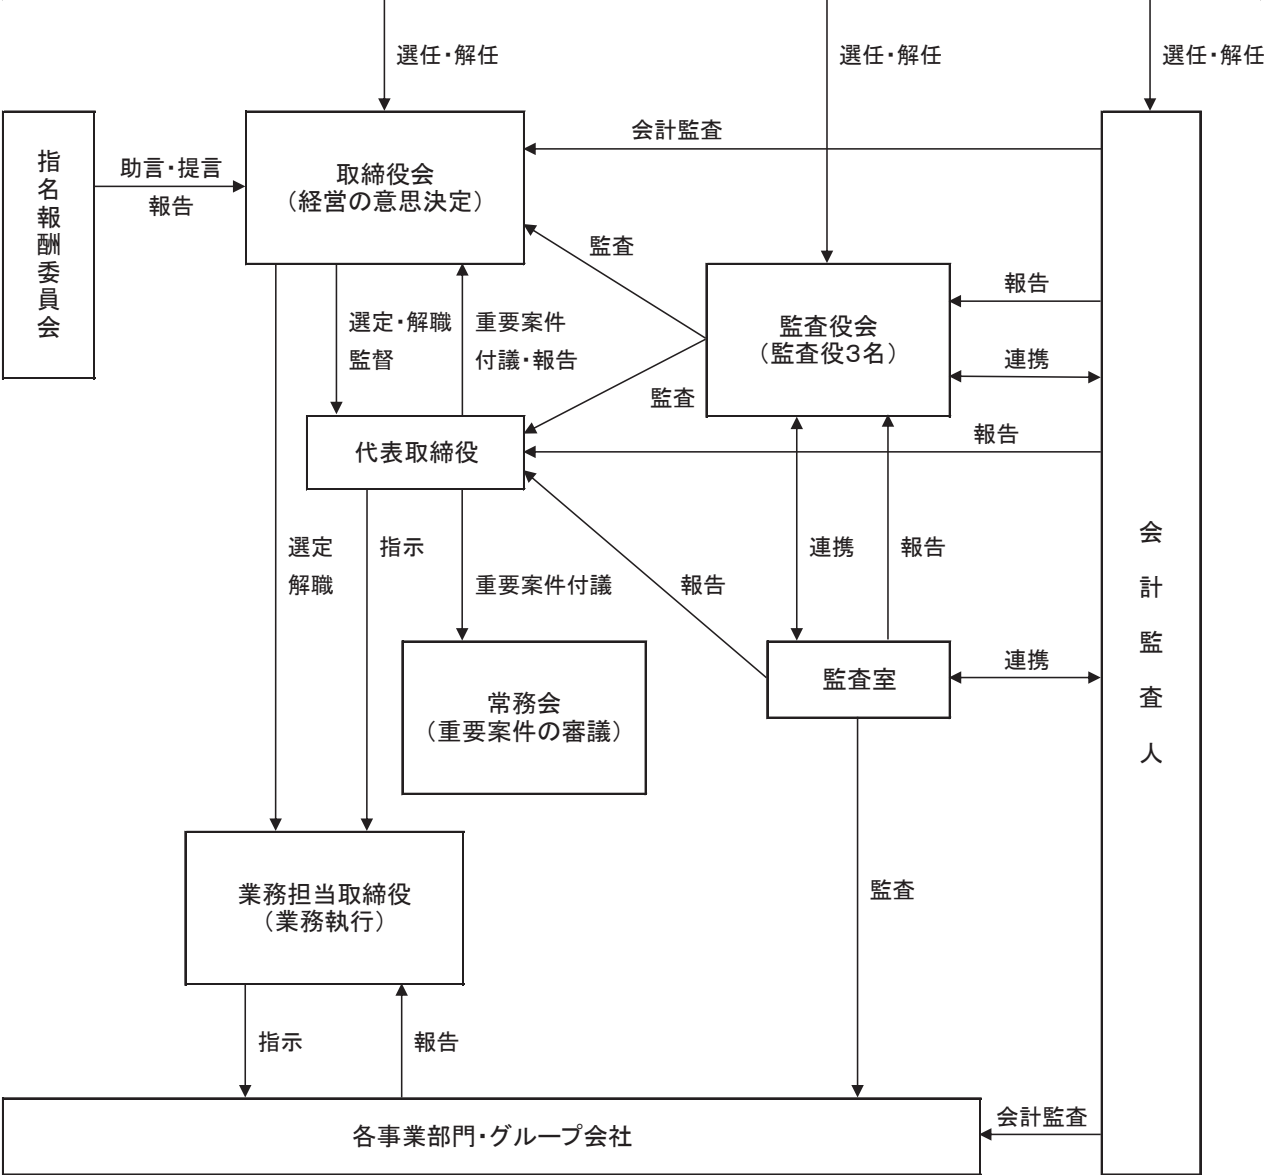 選任・解任
選任・解任
選任・解任
指名報酬委員会
助言・提言
報告
取締役会
（経営の意思決定）
会計監査
監査
監査役会
（監査役3名）
報告
連携
選定・解職
監督
重要案件
付議・報告
監査
代表取締役
報告
選定
解職
指示
重要案件付議
報告
連携
報告
会計監査人
常務会
（重要案件の審議）
監査室
連携
業務担当取締役
（業務執行）
監査
指示
報告
各事業部門・グループ会社
会計監査